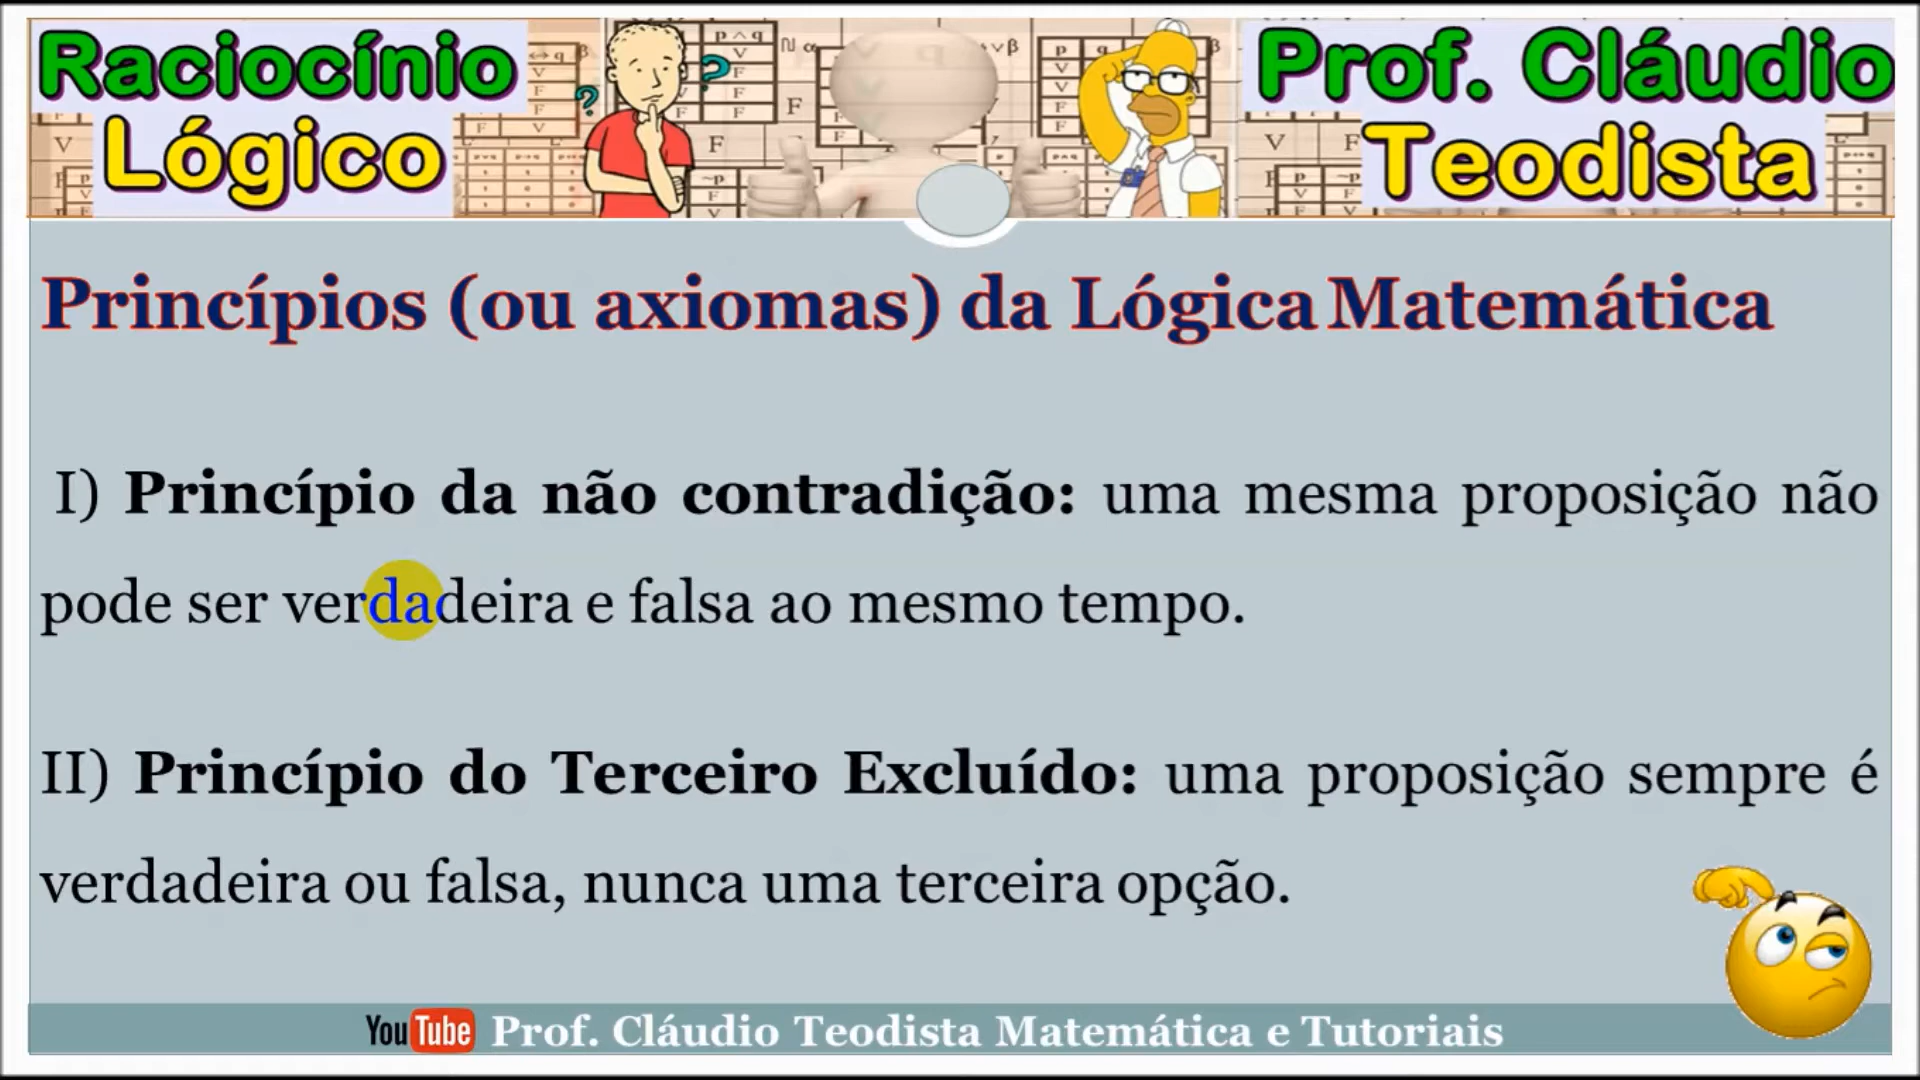 Raciocínio
Lógico
Prof. Cláudio
Teodista
Princípios (ou axiomas) da Lógica Matemática
I) Princípio da não contradição: uma mesma proposição não
pode ser verdadeira e falsa ao mesmo tempo.
II) Princípio do Terceiro Excluído: uma proposição sempre é
verdadeira ou falsa, nunca uma terceira opção.
YouTube Prof. Cláudio Teodista Matemática e Tutoriais